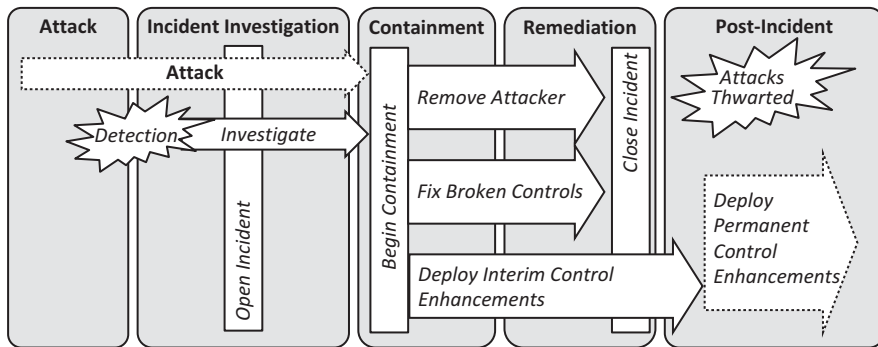 Attack
Incident Investigation
Containment
Remediation
Post-Incident
Attack
Detection
Investigate
Open Incident
Begin Containment
Remove Attacker
Fix Broken Controls
Deploy Interim Control
Enhancements
Close Incident
Attacks
Thwarted
Deploy
Permanent
Control
Enhancements